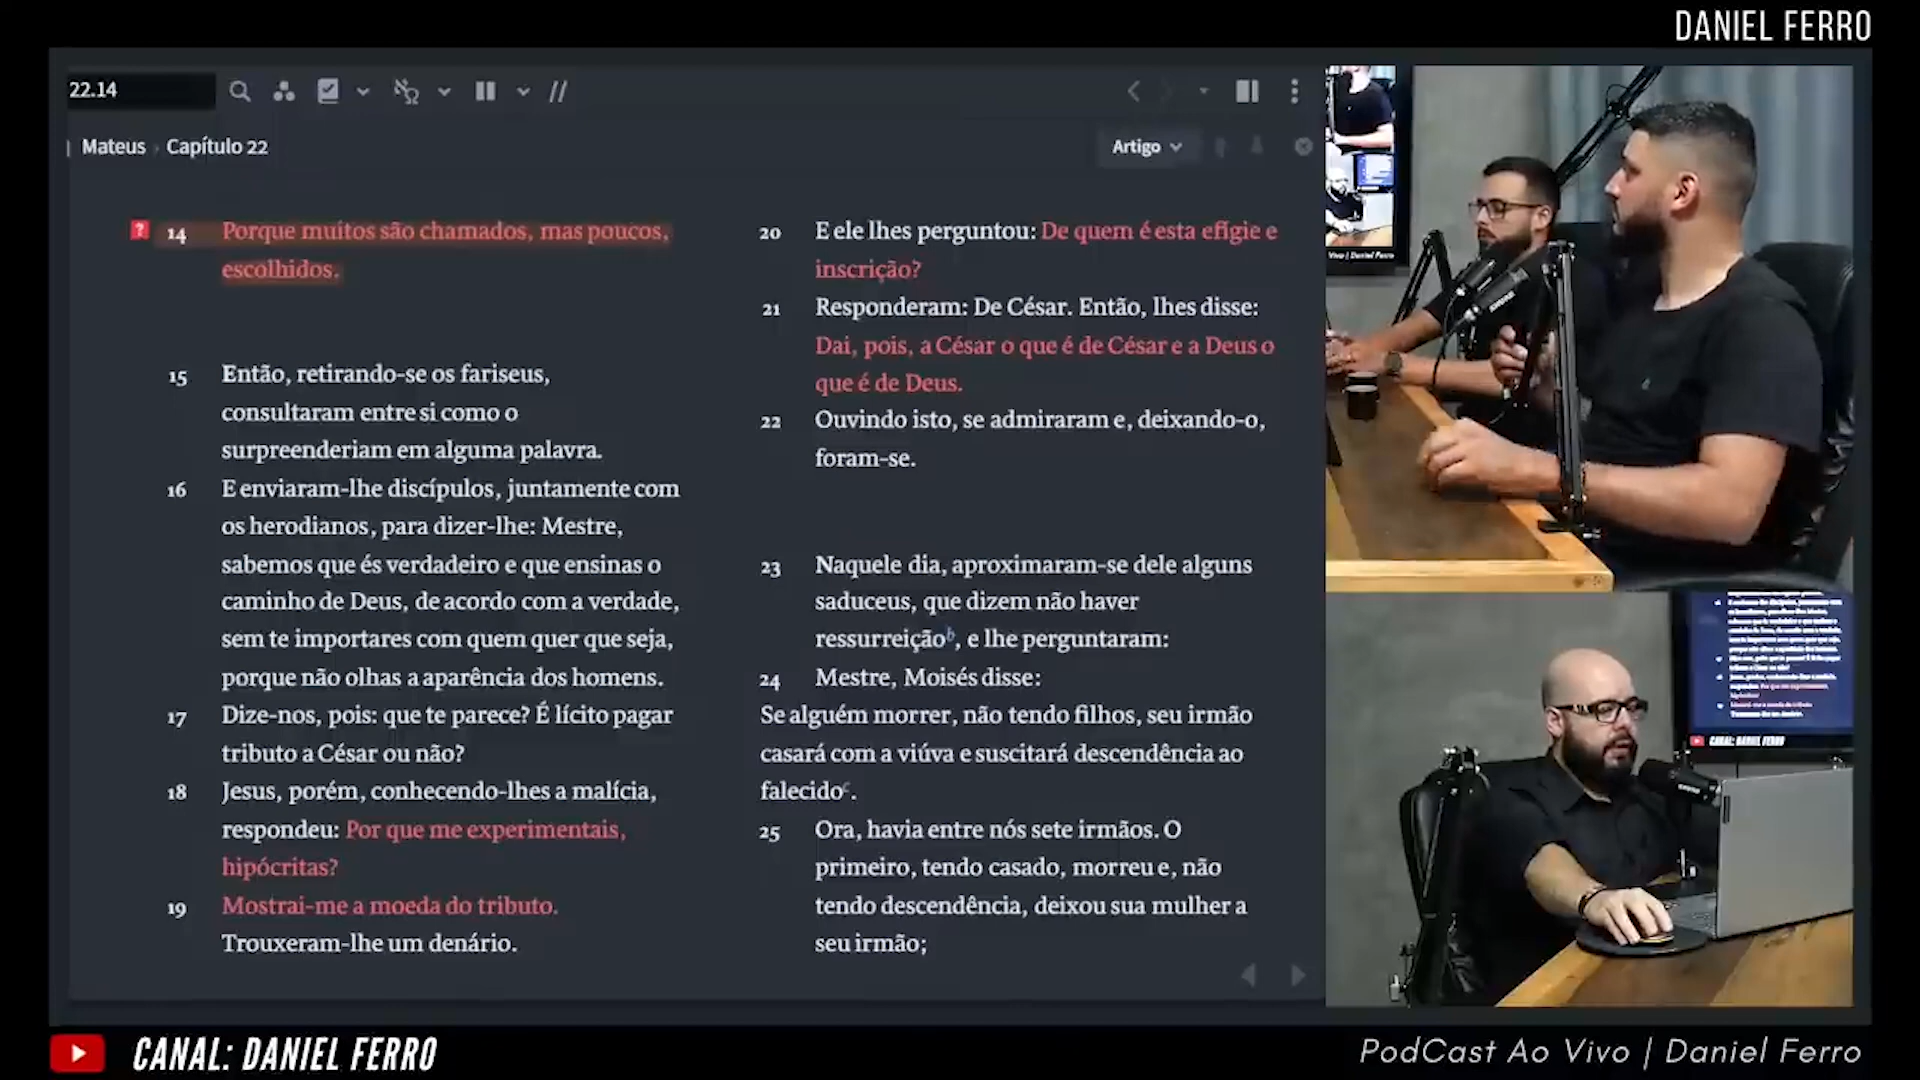 DANIEL FERRO
22.14
Mateus › Capítulo 22
Artigo
14 Porque muitos são chamados, mas poucos,
escolhidos.
15 Então, retirando-se os fariseus,
consultaram entre si como o
surpreenderiam em alguma palavra.
16 E enviaram-lhe discípulos, juntamente com
os herodianos, para dizer-lhe: Mestre,
sabemos que és verdadeiro e que ensinas o
caminho de Deus, de acordo com a verdade,
sem te importares com quem quer que seja,
porque não olhas a aparência dos homens.
17 Dize-nos, pois: que te parece? É lícito pagar
tributo a César ou não?
18 Jesus, porém, conhecendo-lhes a malícia,
respondeu: Por que me experimentais,
hipócritas?
19 Mostrai-me a moeda do tributo.
Trouxeram-lhe um denário.
20 E ele lhes perguntou: De quem é esta efígie e
inscrição?
21 Responderam: De César. Então, lhes disse:
Dai, pois, a César o que é de César e a Deus o
que é de Deus.
22 Ouvindo isto, se admiraram e, deixando-o,
foram-se.
23 Naquele dia, aproximaram-se dele alguns
saduceus, que dizem não haver
ressurreição b, e lhe perguntaram:
24 Mestre, Moisés disse:
Se alguém morrer, não tendo filhos, seu irmão
casará com a viúva e suscitará descendência ao
falecido c.
25 Ora, havia entre nós sete irmãos. O
primeiro, tendo casado, morreu e, não
tendo descendência, deixou sua mulher a
seu irmão;
Vivo | Daniel Ferro
CANAL: DANIEL FERRO
CANAL: DANIEL FERRO
PodCast Ao Vivo | Daniel Ferro